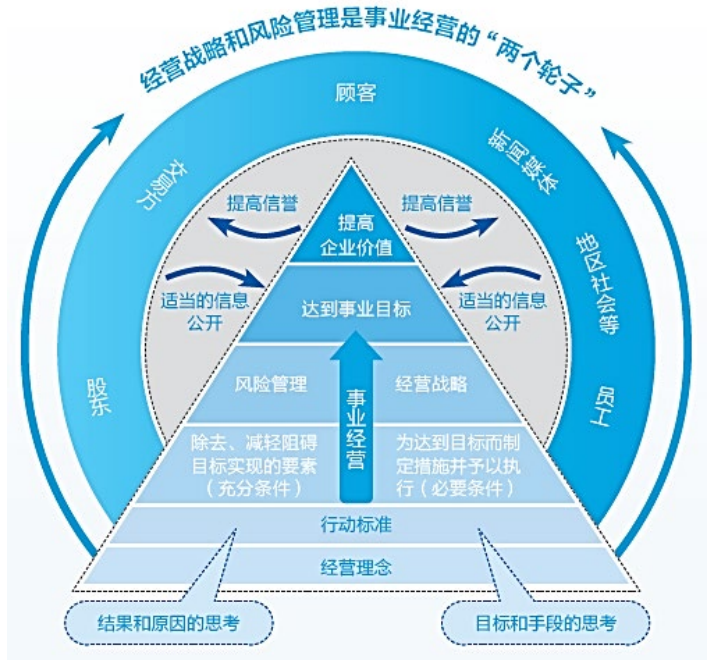 经营战略和风险管理是事业经营的“两个轮子”
顾客
交易方
新闻媒体
地区社会等
股东
员工
提高信誉
提高信誉
提高
企业价值
适当的信息
公开
适当的信息
公开
达到事业目标
风险管理
经营战略
事业经营
除去、减轻阻碍
目标实现的要素
（充分条件）
为达到目标而制
定措施并予以执
行（必要条件）
行动标准
经营理念
结果和原因的思考
目标和手段的思考